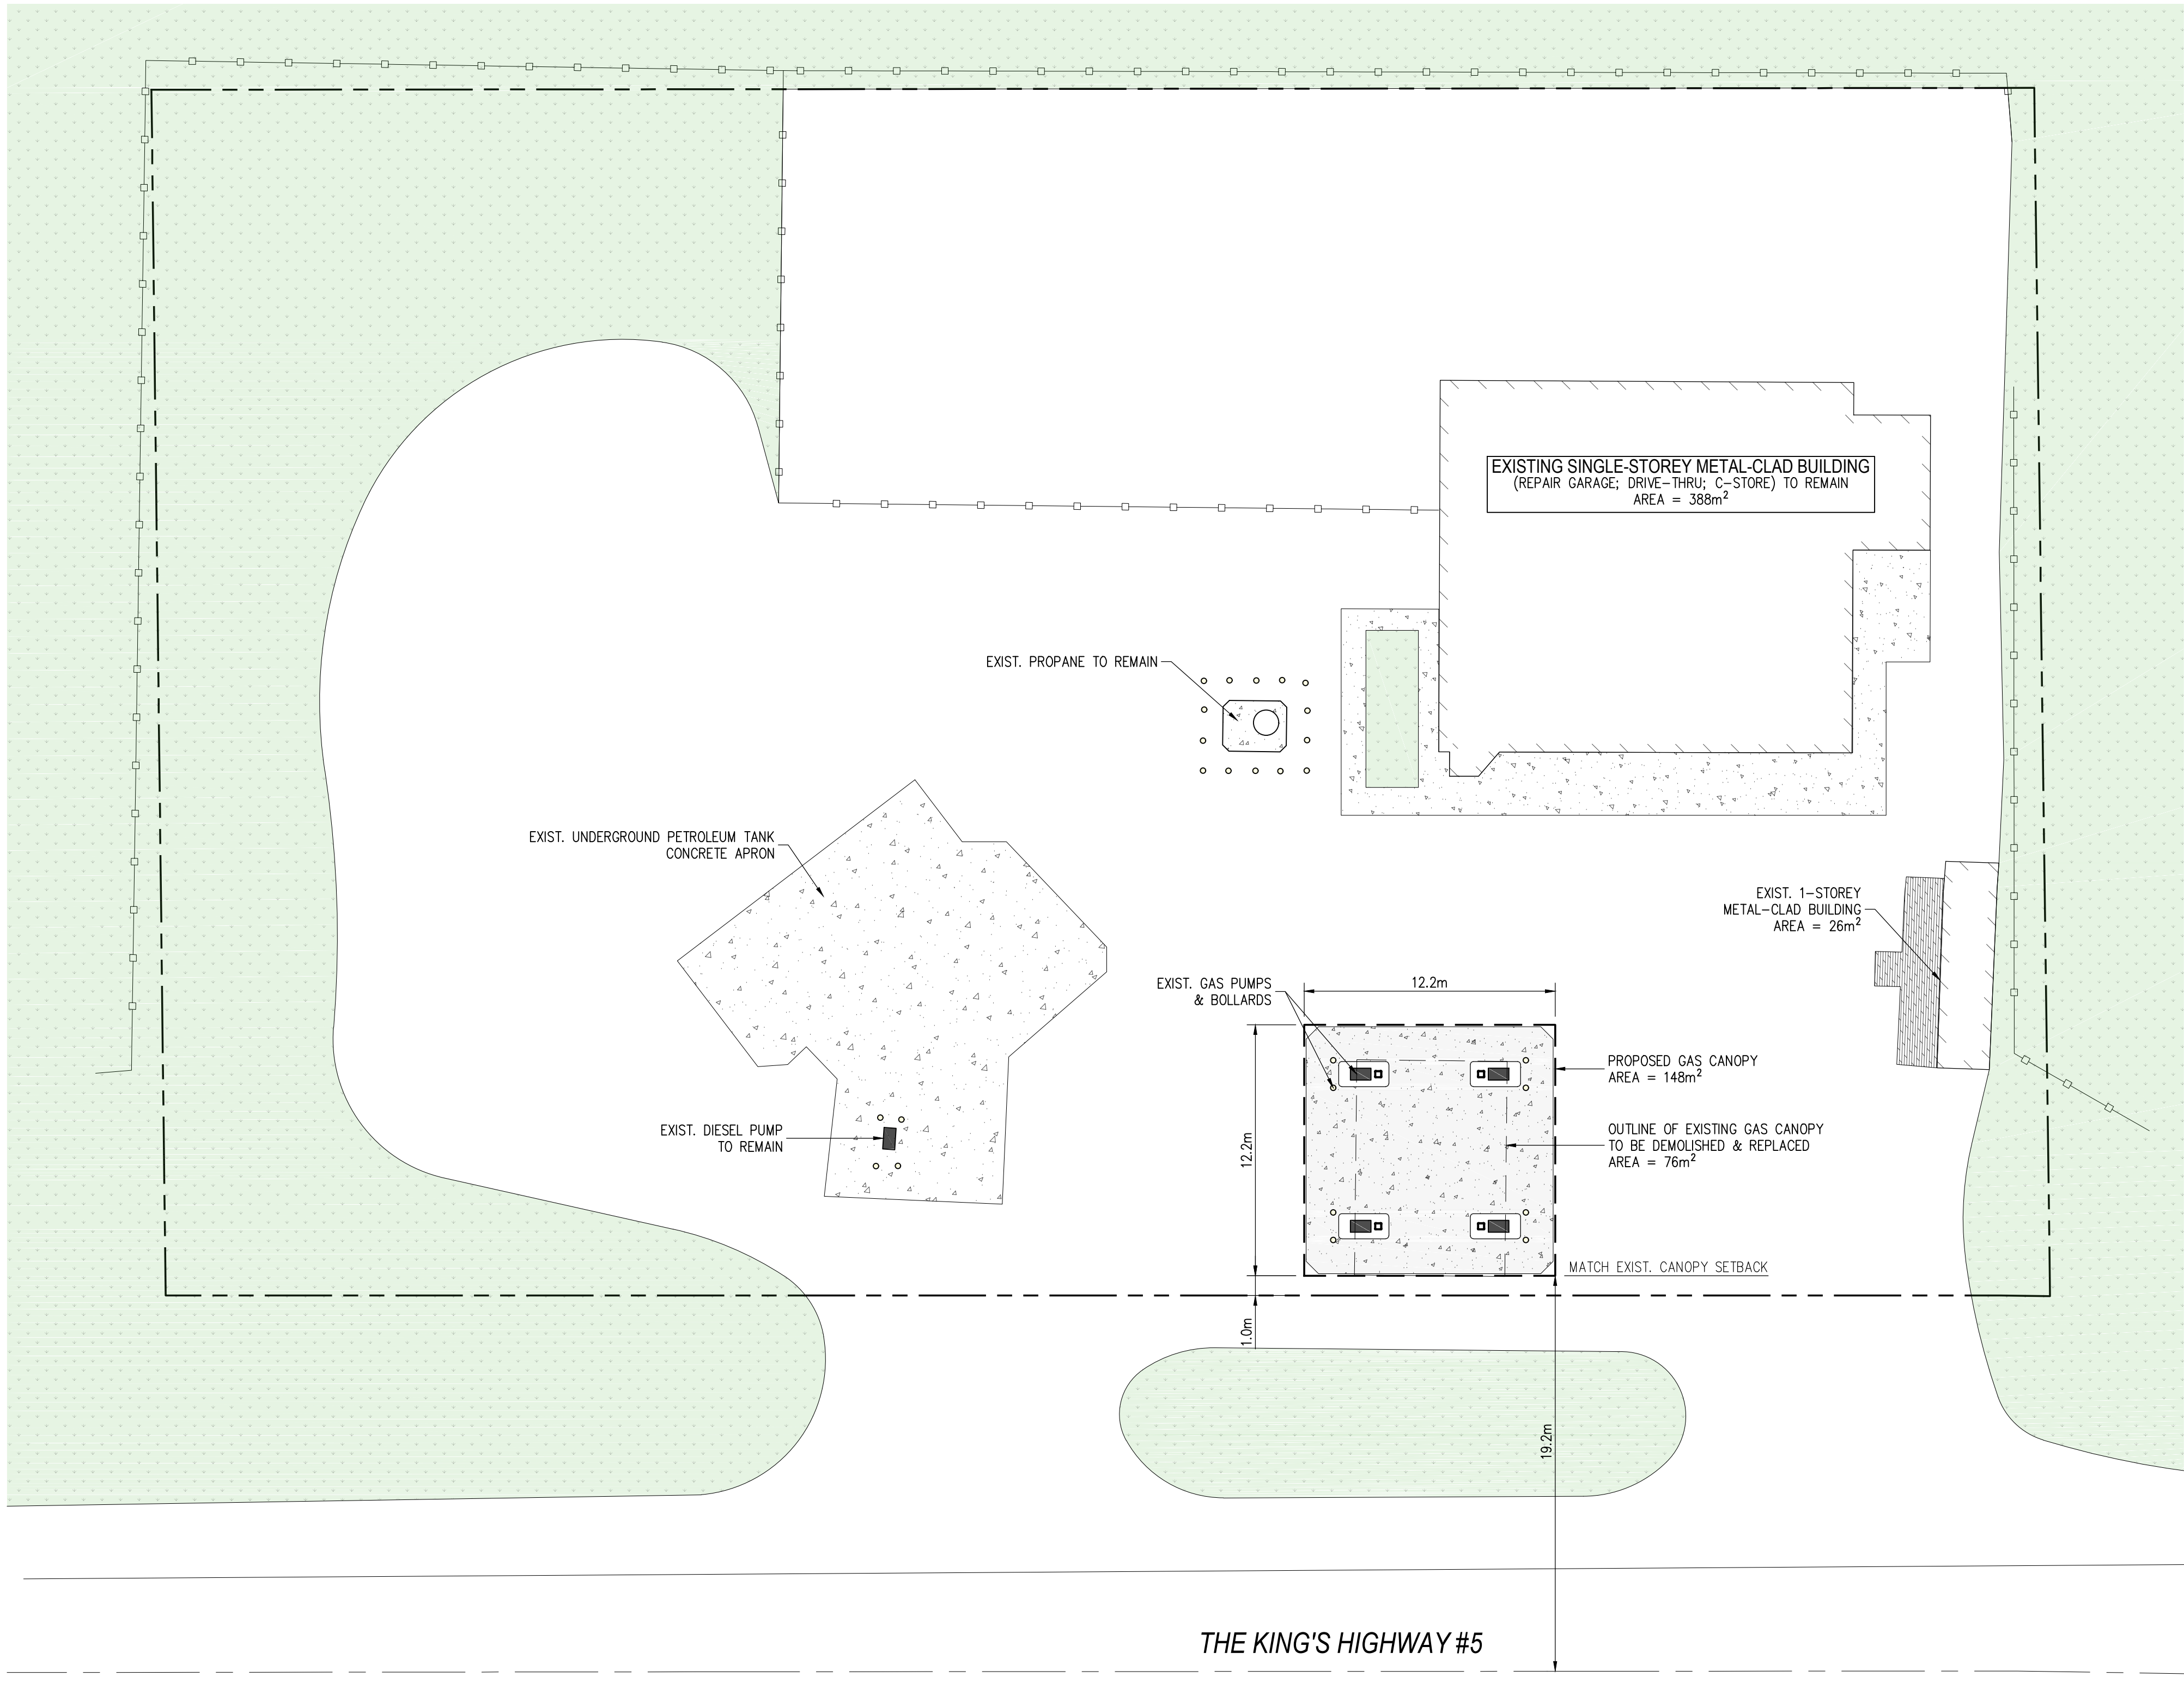 EXISTING SINGLE-STOREY METAL-CLAD BUILDING
(REPAIR GARAGE; DRIVE-THRU; C-STORE) TO REMAIN
AREA = 388m²
EXIST. PROPANE TO REMAIN
EXIST. UNDERGROUND PETROLEUM TANK
CONCRETE APRON
EXIST. 1-STOREY
METAL-CLAD BUILDING
AREA = 26m²
EXIST. GAS PUMPS
& BOLLARDS
12.2m
12.2m
PROPOSED GAS CANOPY
AREA = 148m²
EXIST. DIESEL PUMP
TO REMAIN
OUTLINE OF EXISTING GAS CANOPY
TO BE DEMOLISHED & REPLACED
AREA = 76m²
MATCH EXIST. CANOPY SETBACK
1.0m
19.2m
THE KING'S HIGHWAY #5